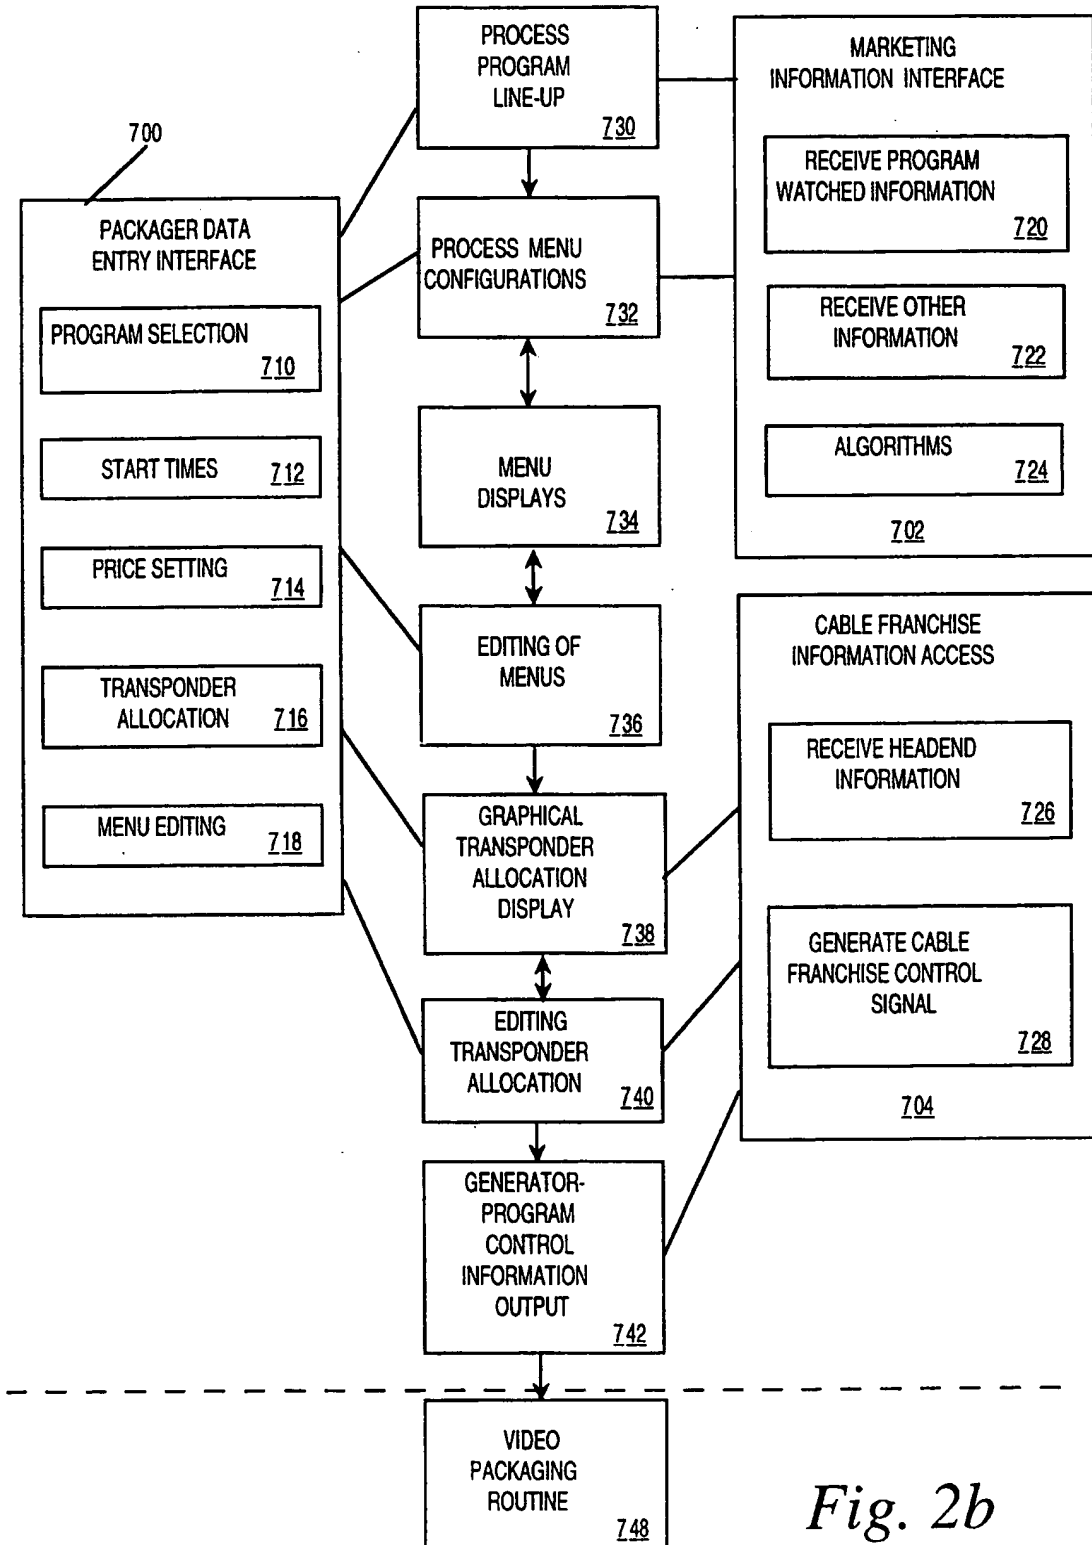 PROCESS
PROGRAM
LINE-UP
730
MARKETING
INFORMATION INTERFACE
RECEIVE PROGRAM
WATCHED INFORMATION
720
RECEIVE OTHER
INFORMATION
722
ALGORITHMS
724
702
700
PACKAGER DATA
ENTRY INTERFACE
PROGRAM SELECTION
710
START TIMES
712
PRICE SETTING
714
TRANSPONDER
ALLOCATION
716
MENU EDITING
718
PROCESS MENU
CONFIGURATIONS
732
MENU
DISPLAYS
734
EDITING OF
MENUS
736
GRAPHICAL
TRANSPONDER
ALLOCATION
DISPLAY
738
EDITING
TRANSPONDER
ALLOCATION
740
GENERATOR-
PROGRAM
CONTROL
INFORMATION
OUTPUT
742
CABLE FRANCHISE
INFORMATION ACCESS
RECEIVE HEADEND
INFORMATION
726
GENERATE CABLE
FRANCHISE CONTROL
SIGNAL
728
704
VIDEO
PACKAGING
ROUTINE
748
Fig. 2b